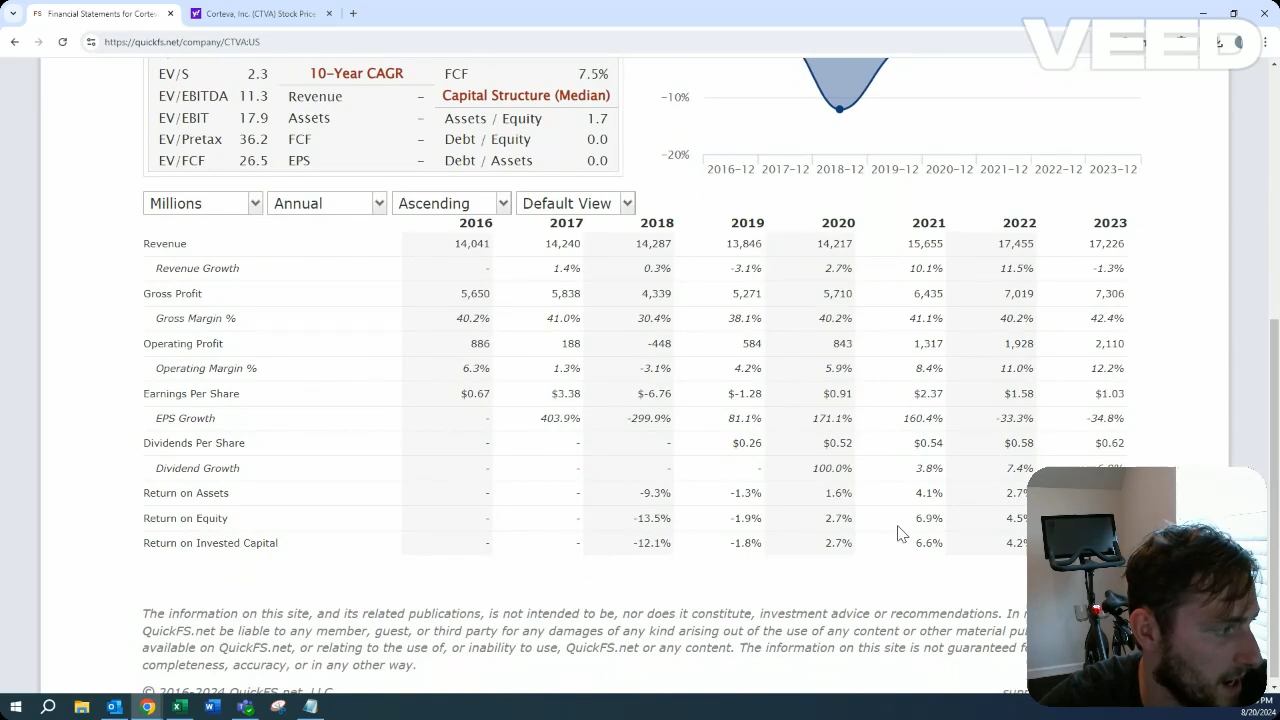 FS Financial Statements for Cortev
Corteva, Inc. (CTVA) Stock Price
https://quickfs.net/company/CTVA:US
VEED
EV/S 2.3 10-Year CAGR FCF 7.5%
EV/EBITDA 11.3 Revenue – Capital Structure (Median)
EV/EBIT 17.9 Assets – Assets / Equity 1.7
EV/Pretax 36.2 FCF – Debt / Equity 0.0
EV/FCF 26.5 EPS – Debt / Assets 0.0
-10%
-20%
2016-12 2017-12 2018-12 2019-12 2020-12 2021-12 2022-12 2023-12
Millions Annual Ascending Default View
2016 2017 2018 2019 2020 2021 2022 2023
Revenue 14,041 14,240 14,287 13,846 14,217 15,655 17,455 17,226
Revenue Growth - 1.4% 0.3% -3.1% 2.7% 10.1% 11.5% -1.3%
Gross Profit 5,650 5,838 4,339 5,271 5,710 6,435 7,019 7,306
Gross Margin % 40.2% 41.0% 30.4% 38.1% 40.2% 41.1% 40.2% 42.4%
Operating Profit 886 188 -448 584 843 1,317 1,928 2,110
Operating Margin % 6.3% 1.3% -3.1% 4.2% 5.9% 8.4% 11.0% 12.2%
Earnings Per Share $0.67 $3.38 $-6.76 $-1.28 $0.91 $2.37 $1.58 $1.03
EPS Growth - 403.9% -299.9% 81.1% 171.1% 160.4% -33.3% -34.8%
Dividends Per Share - - - $0.26 $0.52 $0.54 $0.58 $0.62
Dividend Growth - - - - 100.0% 3.8% 7.4%
Return on Assets - - -9.3% -1.3% 1.6% 4.1% 2.7%
Return on Equity - - -13.5% -1.9% 2.7% 6.9% 4.5%
Return on Invested Capital - - -12.1% -1.8% 2.7% 6.6% 4.2%
The information on this site, and its related publications, is not intended to be, nor does it constitute, investment advice or recommendations. In
QuickFS.net be liable to any member, guest, or third party for any damages of any kind arising out of the use of any content or other material
available on QuickFS.net, or relating to the use of, or inability to use, QuickFS.net or any content. The information on this site is not guaranteed
completeness, accuracy, or in any other way.
© 2016-2024 QuickFS.net, LLC
8/20/2024